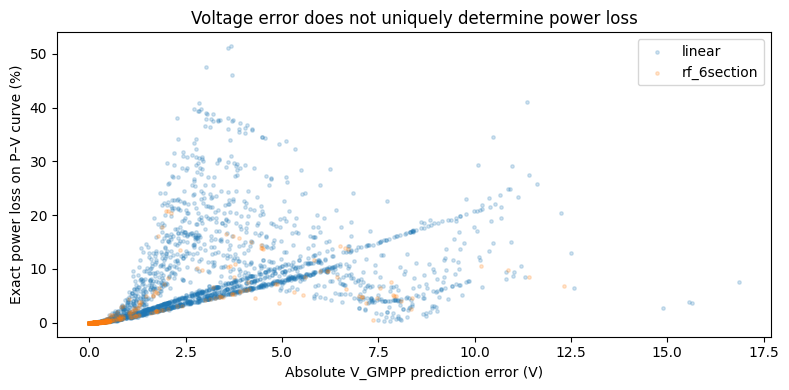 Voltage error does not uniquely determine power loss
Exact power loss on P–V curve (%)
50
40
30
20
10
0
linear
rf_6section
0.0 2.5 5.0 7.5 10.0 12.5 15.0 17.5
Absolute V_GMPP prediction error (V)